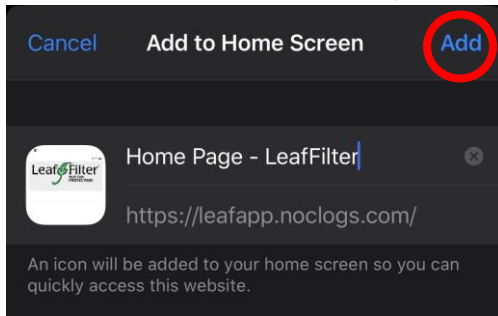 Cancel Add to Home Screen Add
Home Page - LeafFilter
LeafFilter
https://leafapp.noclogs.com/
An icon will be added to your home screen so you can
quickly access this website.